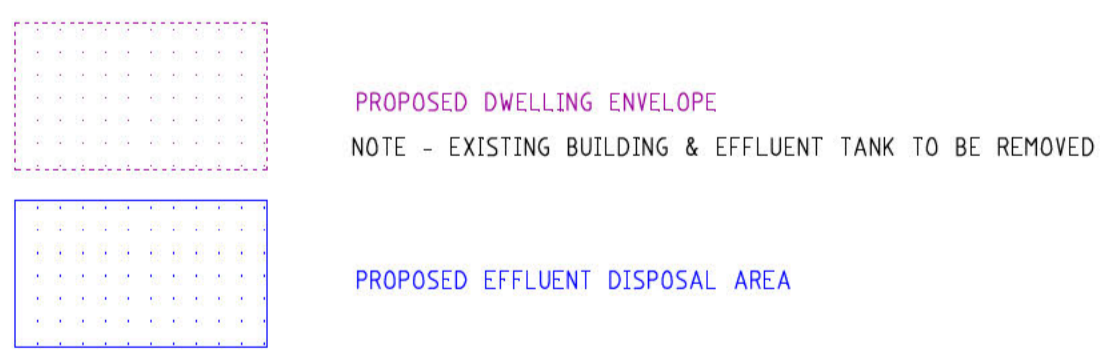 PROPOSED DWELLING ENVELOPE
NOTE - EXISTING BUILDING & EFFLUENT TANK TO BE REMOVED
PROPOSED EFFLUENT DISPOSAL AREA